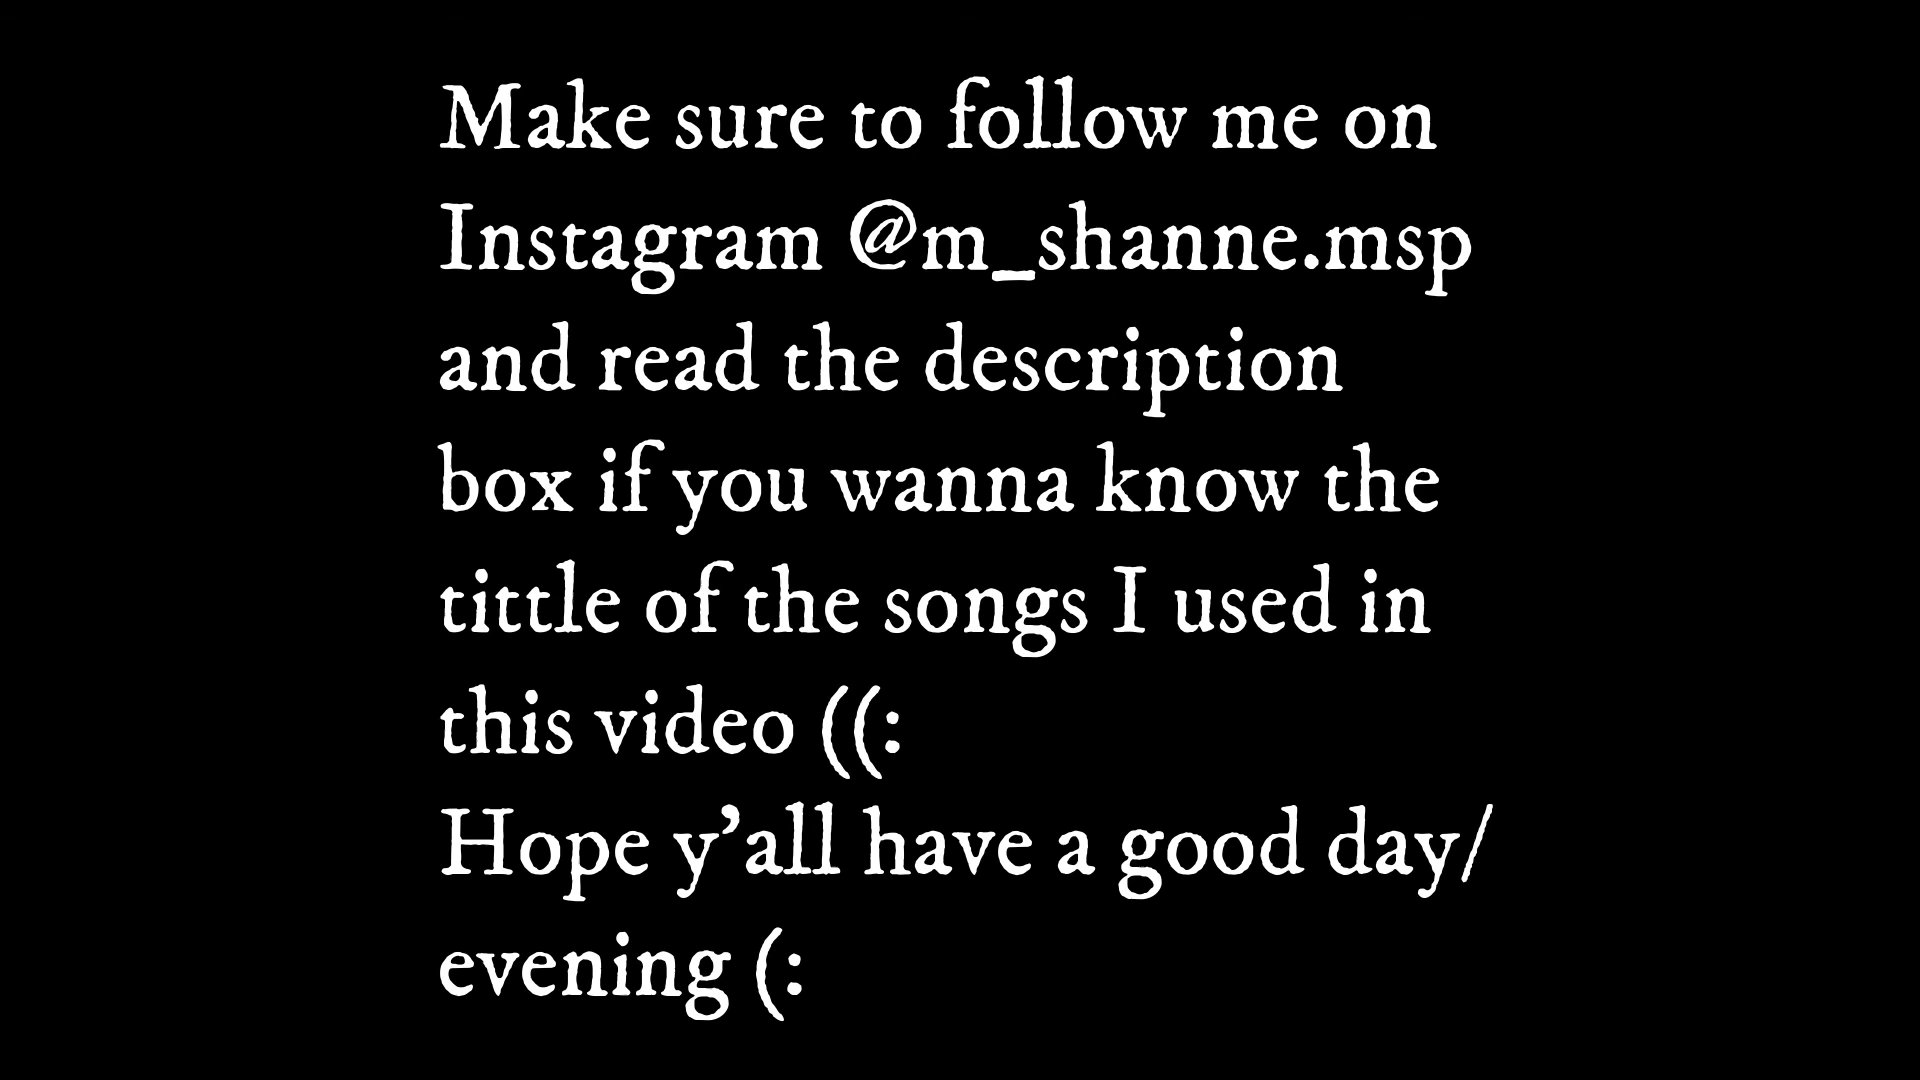 Make sure to follow me on
Instagram @m_shanne.msp
and read the description
box if you wanna know the
tittle of the songs I used in
this video ((:
Hope y'all have a good day/
evening (: